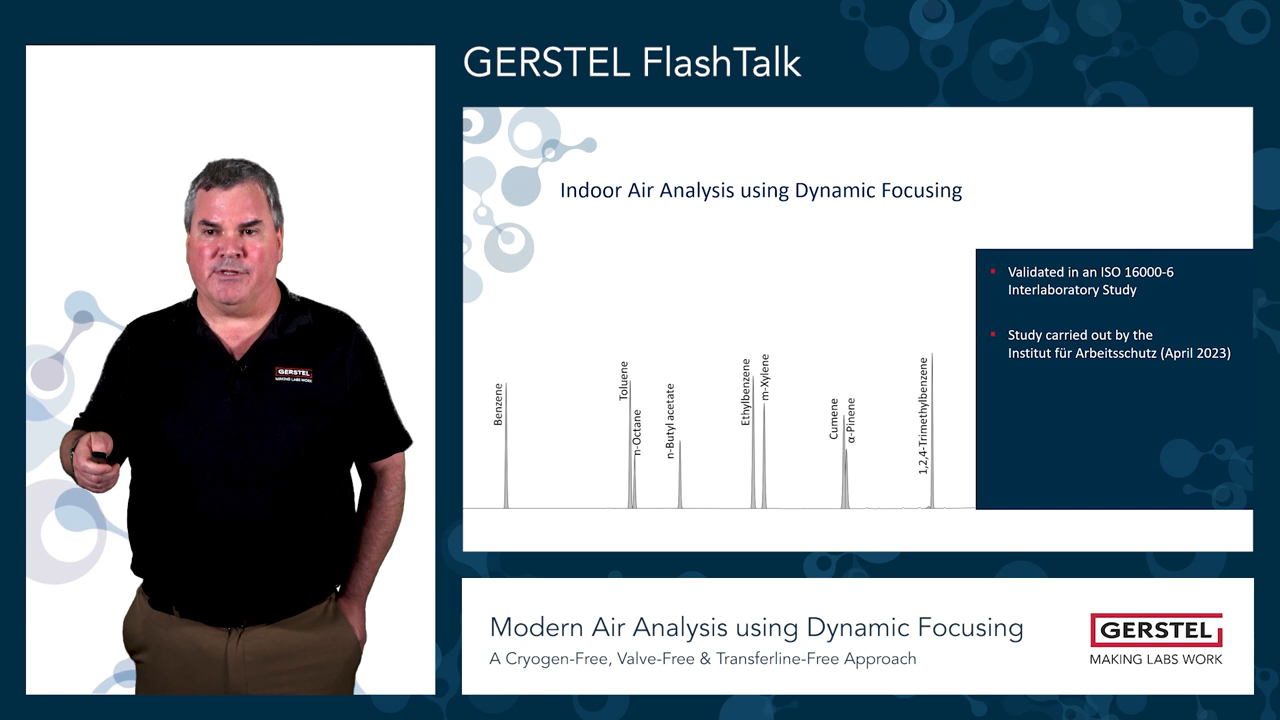 GERSTEL FlashTalk
Indoor Air Analysis using Dynamic Focusing
Validated in an ISO 16000-6
Interlaboratory Study
Study carried out by the
Institut für Arbeitsschutz (April 2023)
Benzene
Toluene
n-Octane
n-Butyl acetate
Ethylbenzene
m-Xylene
Cumene
α-Pinene
1,2,4-Trimethylbenzene
GERSTEL
MAKING LABS WORK
Modern Air Analysis using Dynamic Focusing
A Cryogen-Free, Valve-Free & Transferline-Free Approach
GERSTEL
MAKING LABS WORK